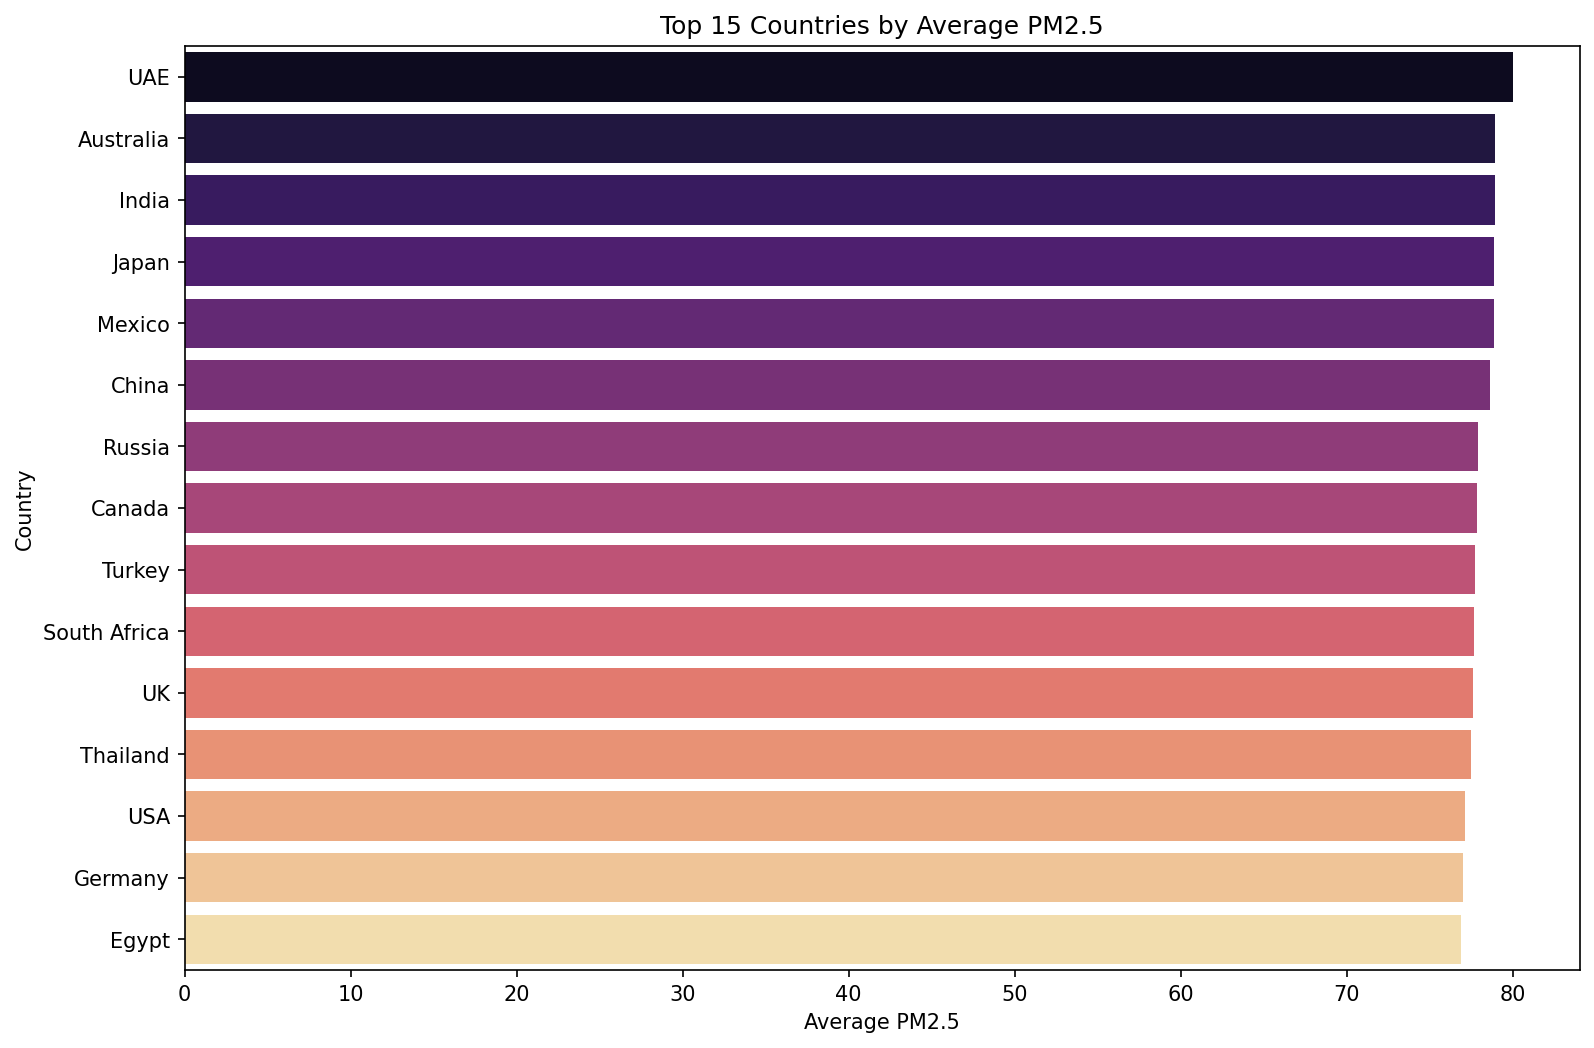 Top 15 Countries by Average PM2.5
Country
UAE
Australia
India
Japan
Mexico
China
Russia
Canada
Turkey
South Africa
UK
Thailand
USA
Germany
Egypt
0 10 20 30 40 50 60 70 80
Average PM2.5